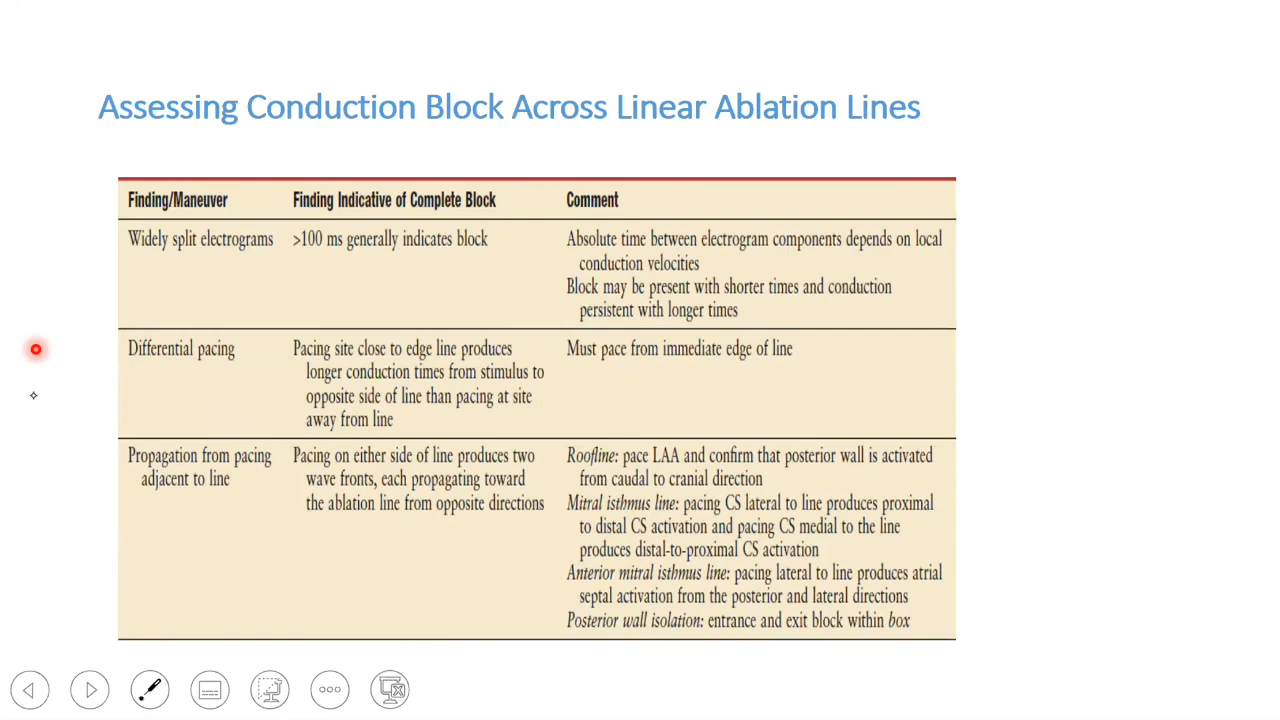 Assessing Conduction Block Across Linear Ablation Lines
Finding/Maneuver
Finding Indicative of Complete Block
Comment
Widely split electrograms
>100 ms generally indicates block
Absolute time between electrogram components depends on local
conduction velocities
Block may be present with shorter times and conduction
persistent with longer times
Differential pacing
Pacing site close to edge line produces
longer conduction times from stimulus to
opposite side of line than pacing at site
away from line
Must pace from immediate edge of line
Propagation from pacing
adjacent to line
Pacing on either side of line produces two
wave fronts, each propagating toward
the ablation line from opposite directions
Roofline: pace LAA and confirm that posterior wall is activated
from caudal to cranial direction
Mitral isthmus line: pacing CS lateral to line produces proximal
to distal CS activation and pacing CS medial to the line
produces distal-to-proximal CS activation
Anterior mitral isthmus line: pacing lateral to line produces atrial
septal activation from the posterior and lateral directions
Posterior wall isolation: entrance and exit block within box